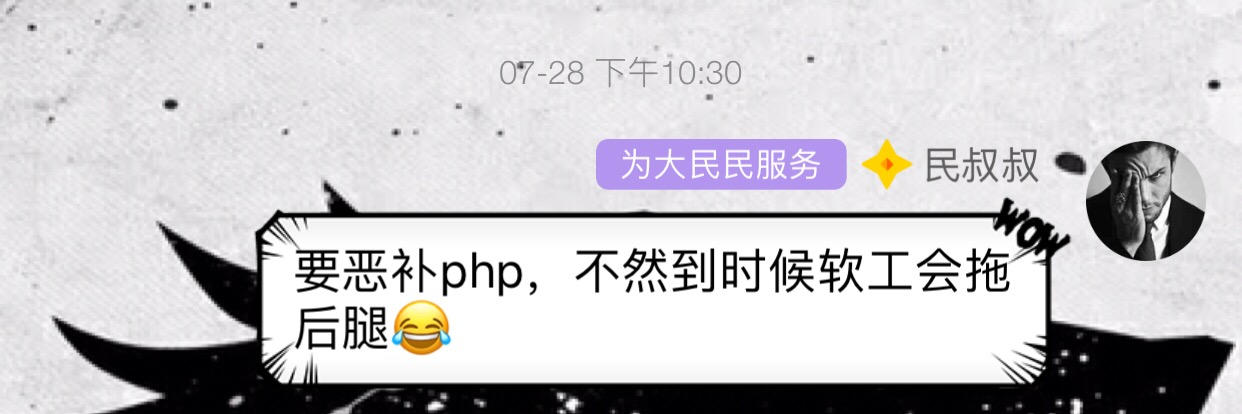 07-28 下午10:30
为大民民服务 民叔叔
WOW
要恶补php，不然到时候软工会拖
后腿😂